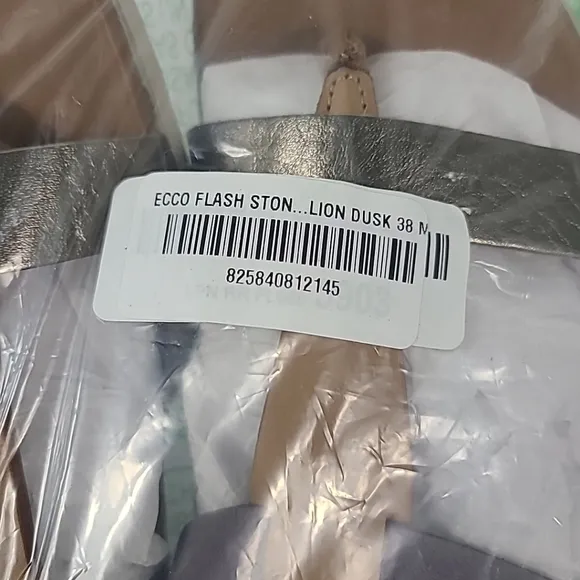 ECCO FLASH STON...LION DUSK 38 M
825840812145